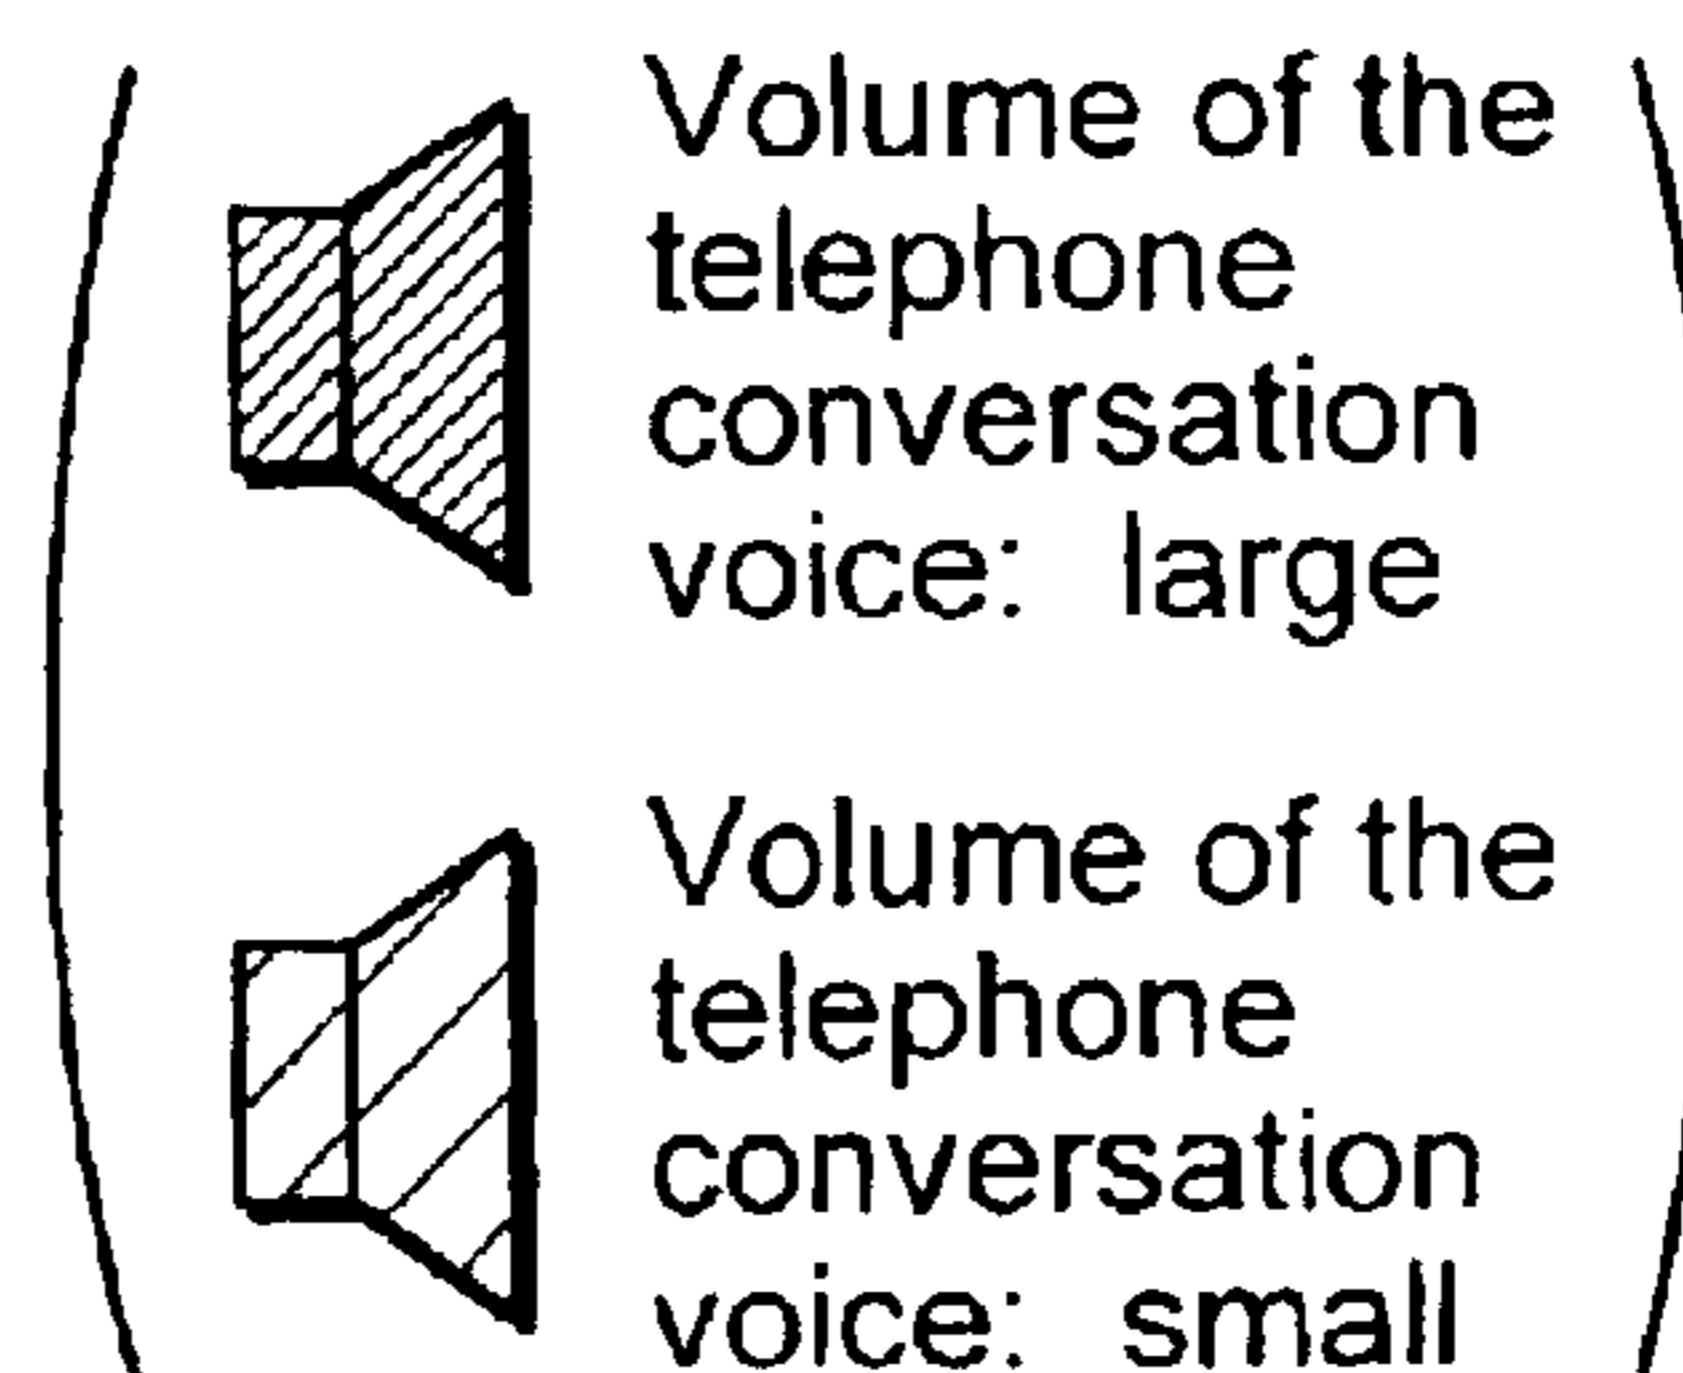 Volume of the
telephone
conversation
voice: large
Volume of the
telephone
conversation
voice: small